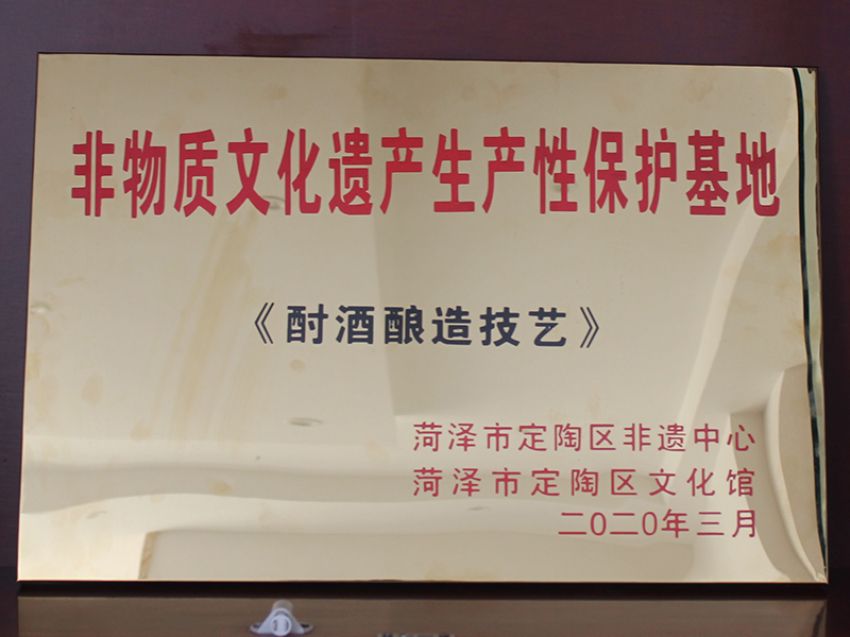 非物质文化遗产生产性保护基地
《酎酒酿造技艺》
菏泽市定陶区非遗中心
菏泽市定陶区文化馆
二0二0年三月